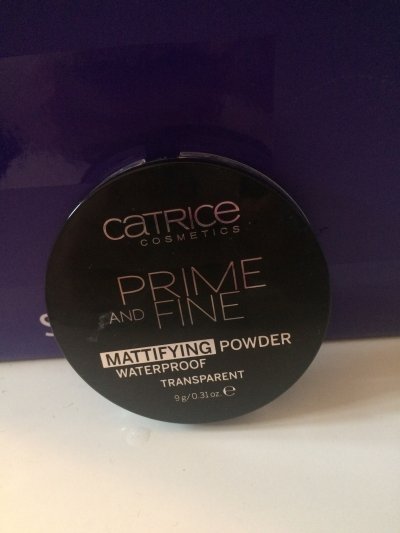 CATRICE
COSMETICS
PRIME
AND FINE
MATTIFYING POWDER
WATERPROOF
TRANSPARENT
9 g/0.31 oz. ℮
S